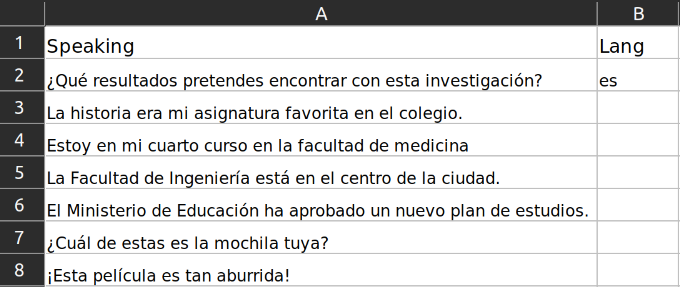 A B
1 Speaking Lang
2 ¿Qué resultados pretendes encontrar con esta investigación? es
3 La historia era mi asignatura favorita en el colegio.
4 Estoy en mi cuarto curso en la facultad de medicina
5 La Facultad de Ingeniería está en el centro de la ciudad.
6 El Ministerio de Educación ha aprobado un nuevo plan de estudios.
7 ¿Cuál de estas es la mochila tuya?
8 ¡Esta película es tan aburrida!